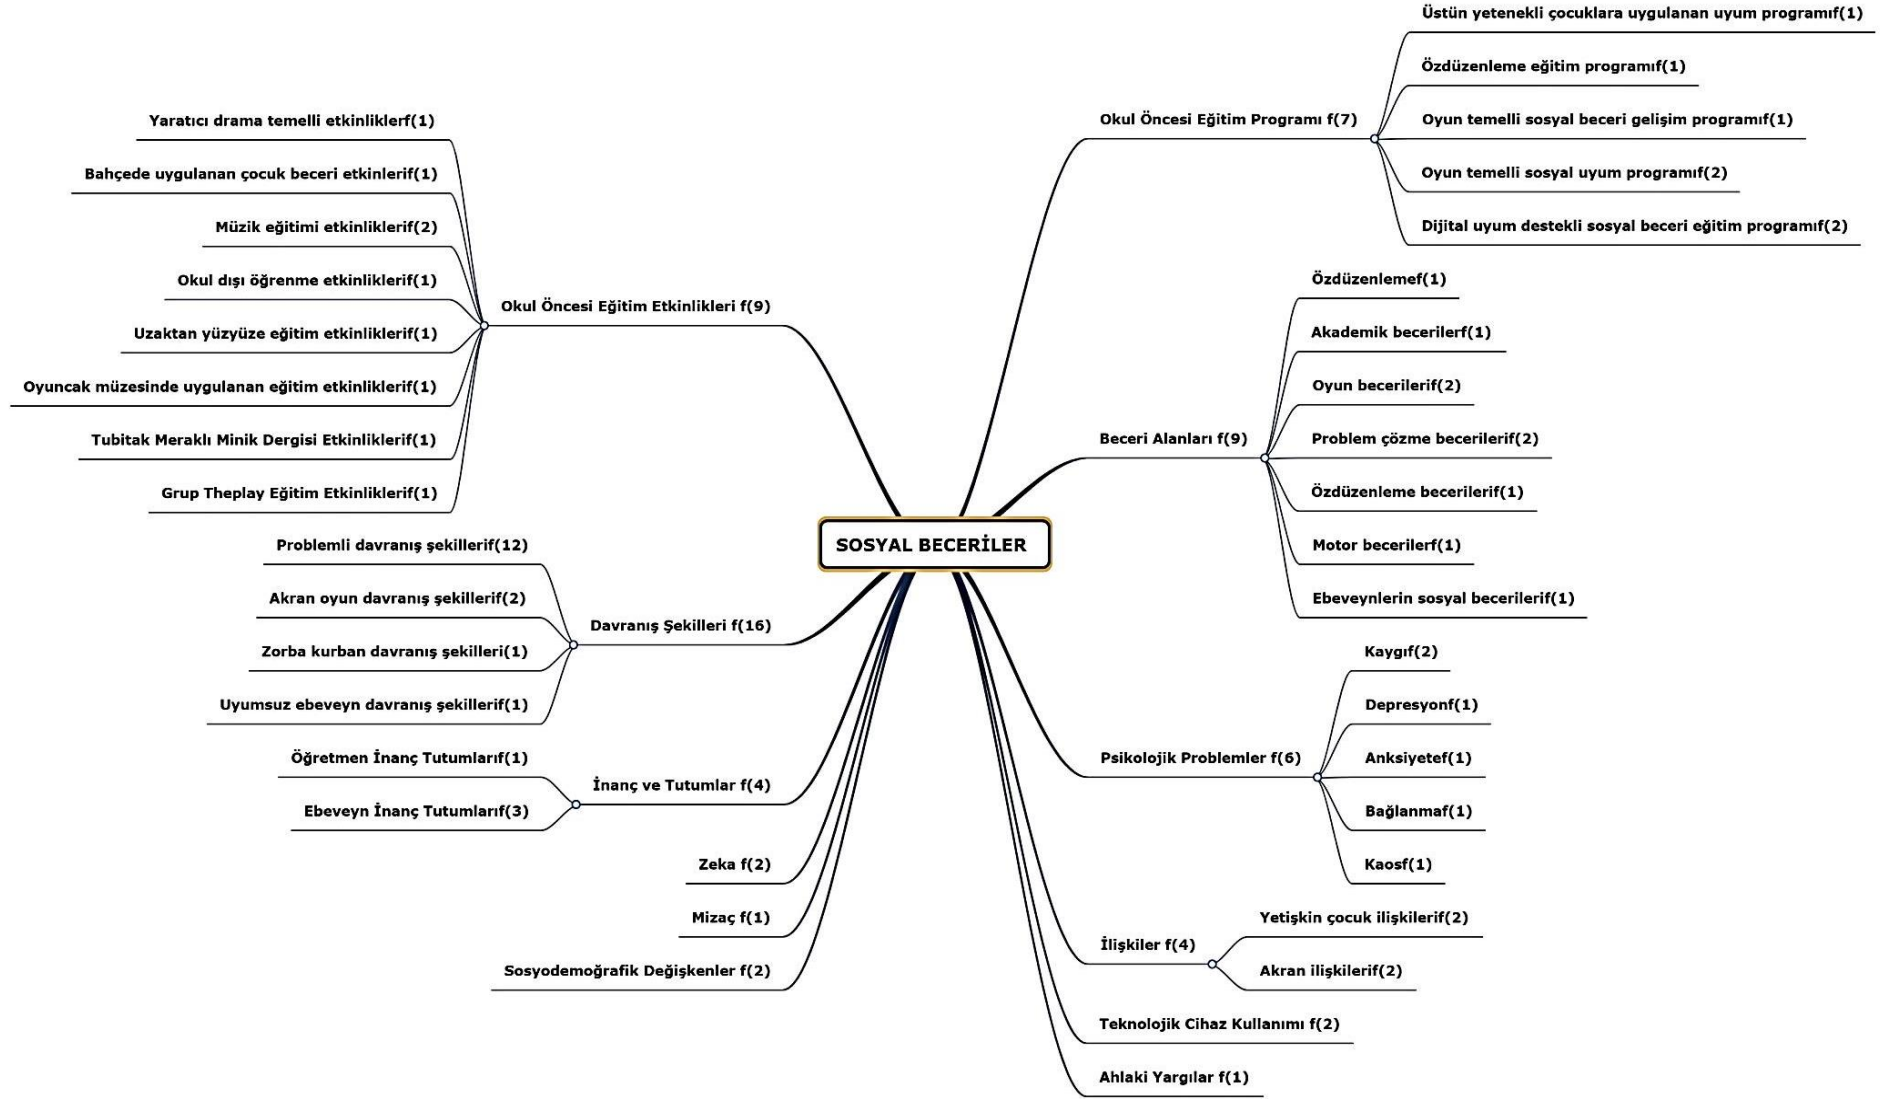 SOSYAL BECERİLER
Okul Öncesi Eğitim Programı f(7)
Üstün yetenekli çocuklara uygulanan uyum programıf(1)
Özdüzenleme eğitim programıf(1)
Oyun temelli sosyal beceri gelişim programıf(1)
Oyun temelli sosyal uyum programıf(2)
Dijital uyum destekli sosyal beceri eğitim programıf(2)
Beceri Alanları f(9)
Özdüzenlemef(1)
Akademik becerilerf(1)
Oyun becerilerif(2)
Problem çözme becerilerif(2)
Özdüzenleme becerilerif(1)
Motor becerilerf(1)
Ebeveynlerin sosyal becerilerif(1)
Psikolojik Problemler f(6)
Kaygıf(2)
Depresyonf(1)
Anksiyetef(1)
Bağlanmaf(1)
Kaosf(1)
İlişkiler f(4)
Yetişkin çocuk ilişkilerif(2)
Akran ilişkilerif(2)
Teknolojik Cihaz Kullanımı f(2)
Ahlaki Yargılar f(1)
Okul Öncesi Eğitim Etkinlikleri f(9)
Yaratıcı drama temelli etkinliklerf(1)
Bahçede uygulanan çocuk beceri etkinlerif(1)
Müzik eğitimi etkinliklerif(2)
Okul dışı öğrenme etkinliklerif(1)
Uzaktan yüzyüze eğitim etkinliklerif(1)
Oyuncak müzesinde uygulanan eğitim etkinliklerif(1)
Tubitak Meraklı Minik Dergisi Etkinliklerif(1)
Grup Theplay Eğitim Etkinliklerif(1)
Davranış Şekilleri f(16)
Problemli davranış şekillerif(12)
Akran oyun davranış şekillerif(2)
Zorba kurban davranış şekilleri(1)
Uyumsuz ebeveyn davranış şekillerif(1)
İnanç ve Tutumlar f(4)
Öğretmen İnanç Tutumlarıf(1)
Ebeveyn İnanç Tutumlarıf(3)
Zeka f(2)
Mizaç f(1)
Sosyodemoğrafik Değişkenler f(2)